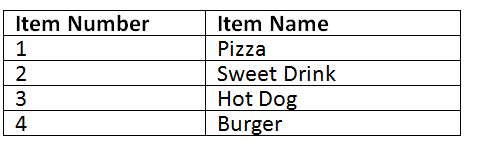 Item Number Item Name
1 Pizza
2 Sweet Drink
3 Hot Dog
4 Burger